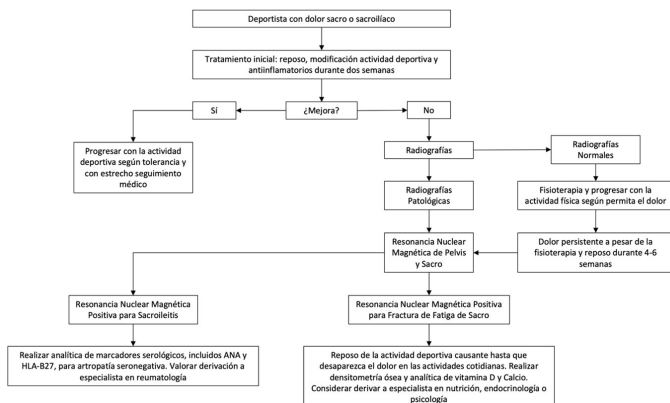 Deportista con dolor sacro o sacroilíaco
Tratamiento inicial: reposo, modificación actividad deportiva y
antiinflamatorios durante dos semanas
Sí
¿Mejora?
No
Progresar con la actividad
deportiva según tolerancia y
con estrecho seguimiento
médico
Radiografías
Radiografías
Normales
Radiografías
Patológicas
Fisioterapia y progresar con la
actividad física según permita el dolor
Resonancia Nuclear
Magnética de Pelvis
y Sacro
Dolor persistente a pesar de la
fisioterapia y reposo durante 4-6
semanas
Resonancia Nuclear Magnética
Positiva para Sacroileitis
Resonancia Nuclear Magnética Positiva
para Fractura de Fatiga de Sacro
Realizar analítica de marcadores serológicos, incluidos ANA y
HLA-B27, para artropatía seronegativa. Valorar derivación a
especialista en reumatología
Reposo de la actividad deportiva causante hasta que
desaparezca el dolor en las actividades cotidianas. Realizar
densitometría ósea y analítica de vitamina D y Calcio.
Considerar derivar a especialista en nutrición, endocrinología o
psicología